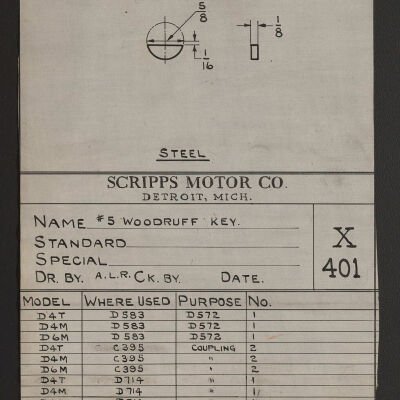 5/8
1/8
1/16
STEEL
SCRIPPS MOTOR CO.
DETROIT, MICH.
NAME #5 WOODRUFF KEY.
STANDARD
SPECIAL
DR. BY. A.L.R. CK. BY. DATE.
X
401
MODEL WHERE USED PURPOSE NO.
D4T D583 D572 1
D4M D583 D572 1
D6M D583 D572 1
D4T C395 COUPLING 2
D4M C395 " 2
D6M C395 " 2
D4T D714 " 1
D4M D714 " 1